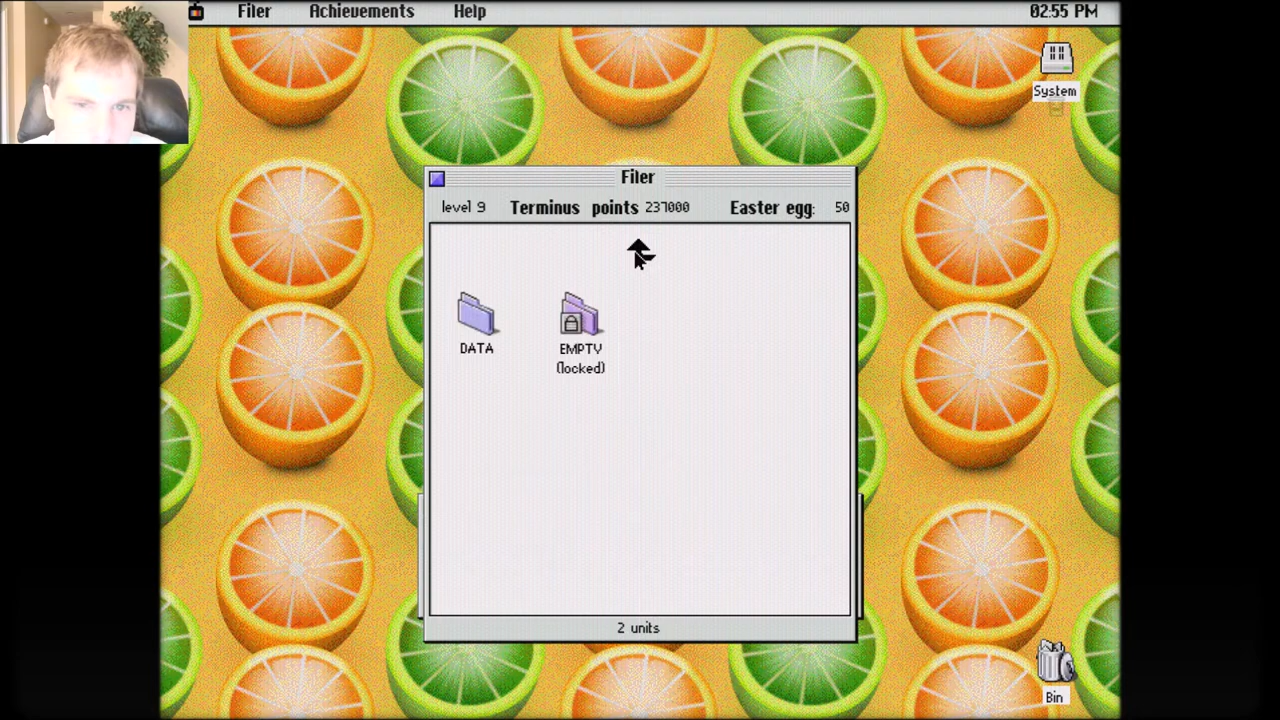 Filer Achievements Help 02:55 PM
System
Filer
level 9 Terminus points 237000 Easter egg: 50
DATA
EMPTY
(locked)
2 units
Bin